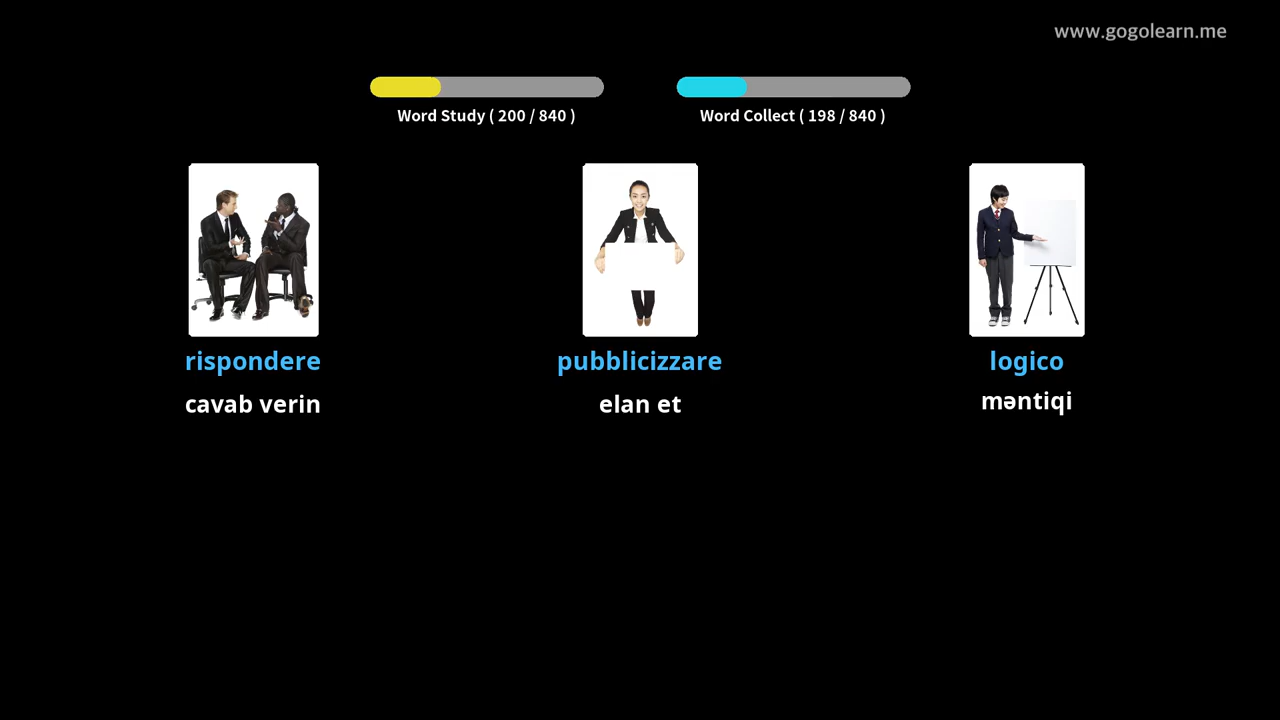 www.gogolearn.me
Word Study ( 200 / 840 )
Word Collect ( 198 / 840 )
rispondere
pubblicizzare
logico
cavab verin
elan et
məntiqi